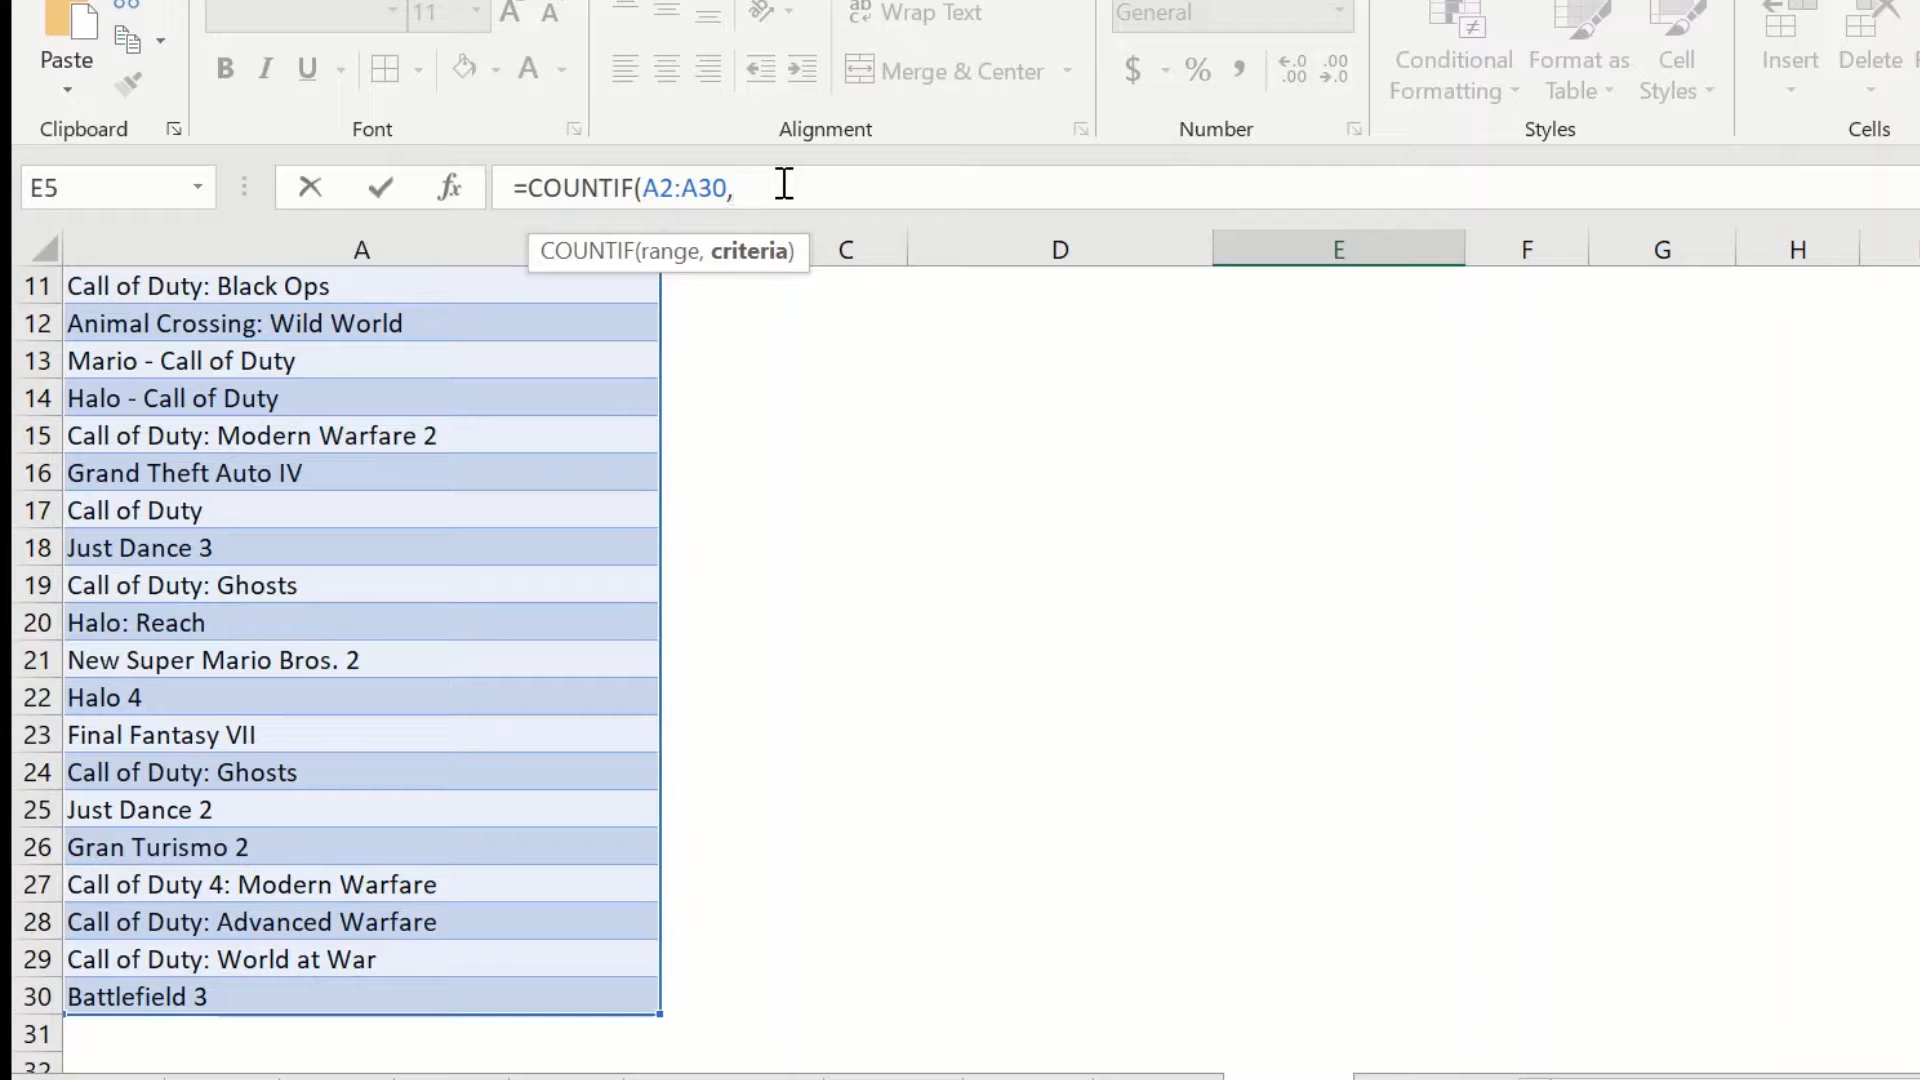 11 A A ab Wrap Text General
Paste B I U A Merge & Center $ % , .00 .0 Conditional Formatting Format as Table Cell Styles Insert Delete
Clipboard Font Alignment Number Styles Cells
E5 fx =COUNTIF(A2:A30,
COUNTIF(range, criteria)
A C D E F G H
11 Call of Duty: Black Ops
12 Animal Crossing: Wild World
13 Mario - Call of Duty
14 Halo - Call of Duty
15 Call of Duty: Modern Warfare 2
16 Grand Theft Auto IV
17 Call of Duty
18 Just Dance 3
19 Call of Duty: Ghosts
20 Halo: Reach
21 New Super Mario Bros. 2
22 Halo 4
23 Final Fantasy VII
24 Call of Duty: Ghosts
25 Just Dance 2
26 Gran Turismo 2
27 Call of Duty 4: Modern Warfare
28 Call of Duty: Advanced Warfare
29 Call of Duty: World at War
30 Battlefield 3
31
32